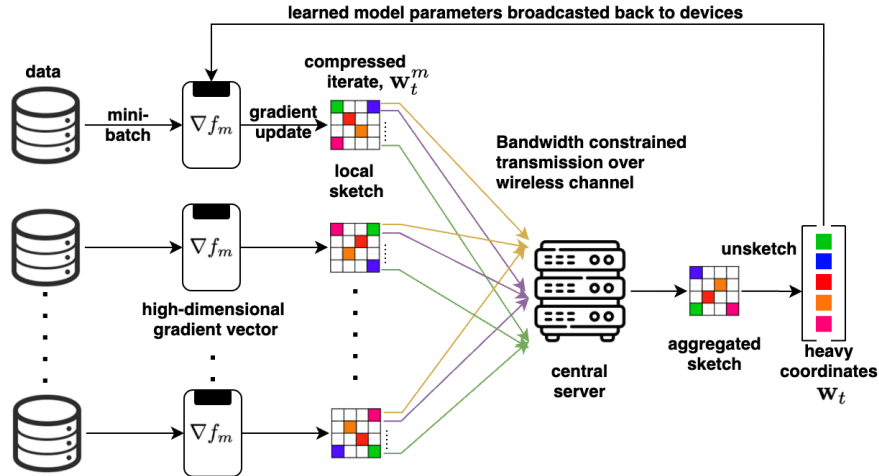 learned model parameters broadcasted back to devices
data
mini-
batch
∇f_m
gradient
update
compressed
iterate, w_t^m
local
sketch
Bandwidth constrained
transmission over
wireless channel
∇f_m
high-dimensional
gradient vector
unsketch
central
server
aggregated
sketch
heavy
coordinates
w_t
∇f_m